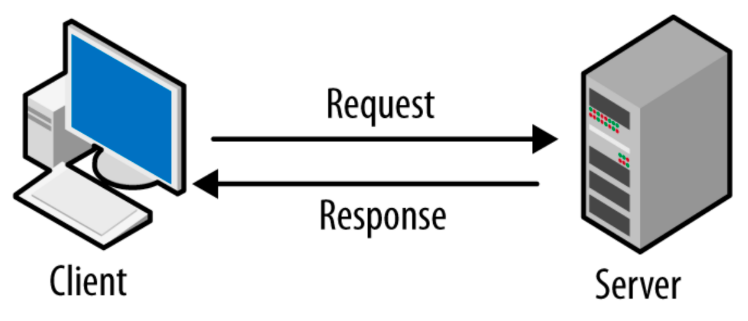 Request
Response
Client
Server